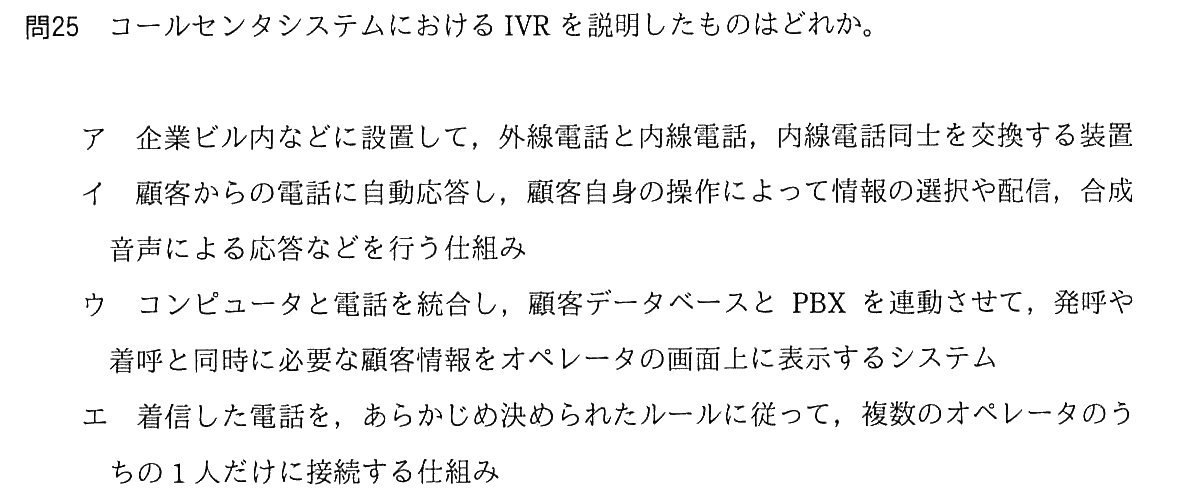 問25　コールセンタシステムにおける IVR を説明したものはどれか。
ア　企業ビル内などに設置して，外線電話と内線電話，内線電話同士を交換する装置
イ　顧客からの電話に自動応答し，顧客自身の操作によって情報の選択や配信，合成
音声による応答などを行う仕組み
ウ　コンピュータと電話を統合し，顧客データベースと PBX を連動させて，発呼や
着呼と同時に必要な顧客情報をオペレータの画面上に表示するシステム
エ　着信した電話を，あらかじめ決められたルールに従って，複数のオペレータのう
ちの 1 人だけに接続する仕組み